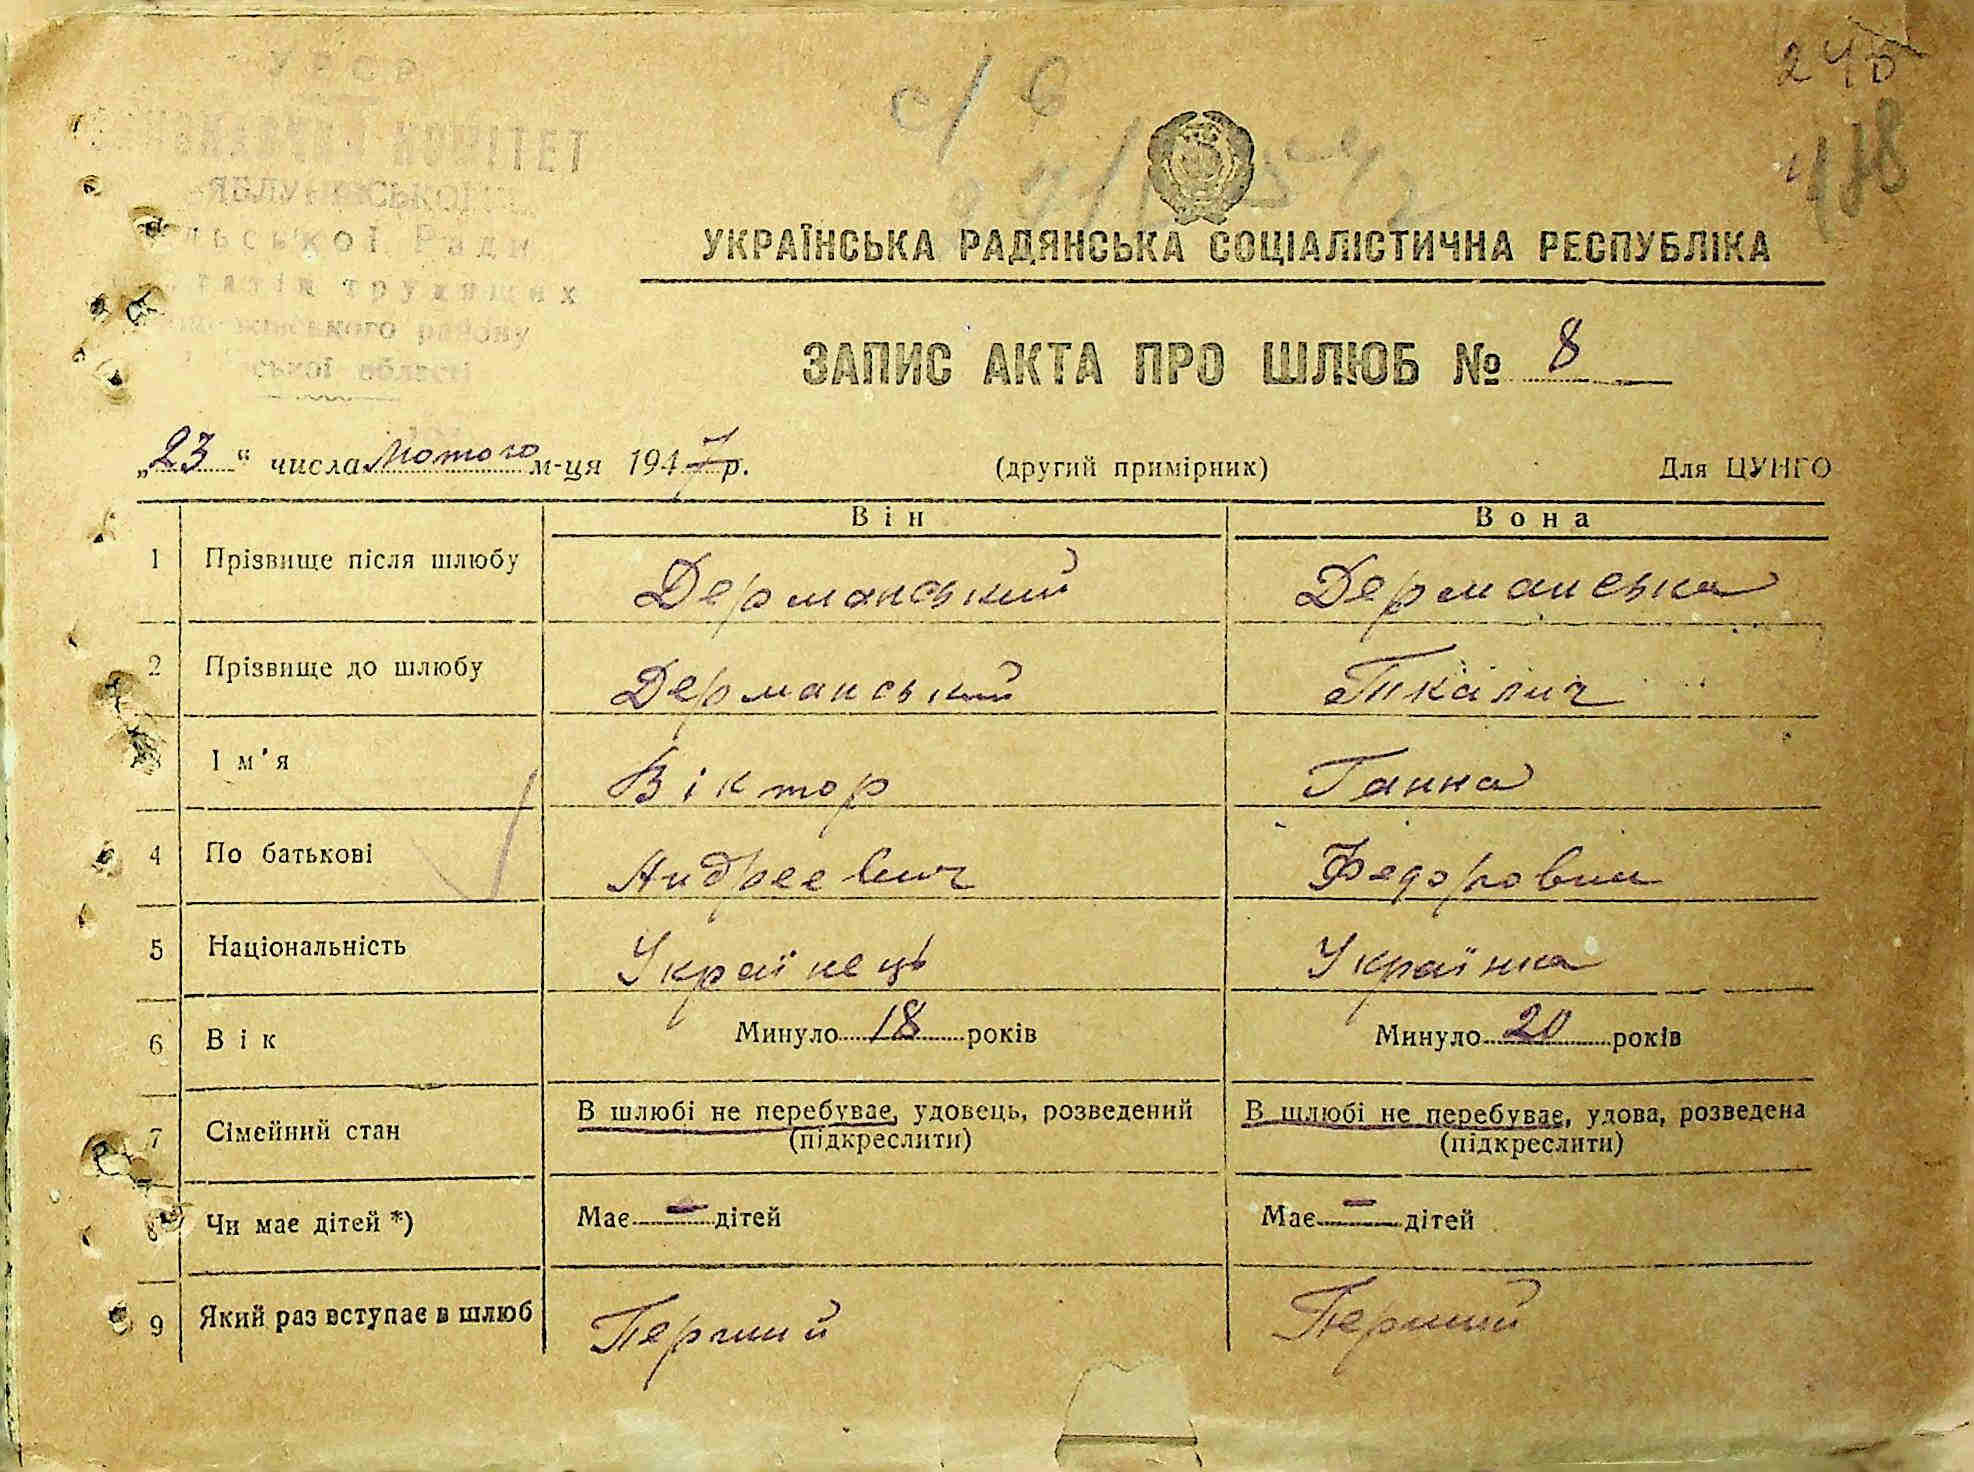 УРСР
КОМІТЕТ
Ради
трудящих
району
області
245
118
УКРАЇНСЬКА РАДЯНСЬКА СОЦІАЛІСТИЧНА РЕСПУБЛІКА
ЗАПИС АКТА ПРО ШЛЮБ № 8
„23“ числа Лютого м-ця 1947 р. (другий примірник) Для ЦУНГО
Він Вона
1 Прізвище після шлюбу Дерманський Дерманська
2 Прізвище до шлюбу Дерманський Ткалич
3 Ім'я Віктор Ганна
4 По батькові Андреевич Федоровни
5 Національність Українець Українка
6 Вік Минуло 18 років Минуло 20 років
7 Сімейний стан В шлюбі не перебуває, удовець, розведений В шлюбі не перебуває, удова, розведена
(підкреслити) (підкреслити)
8 Чи має дітей *) Має – дітей Має – дітей
9 Який раз вступає в шлюб Перший Перший